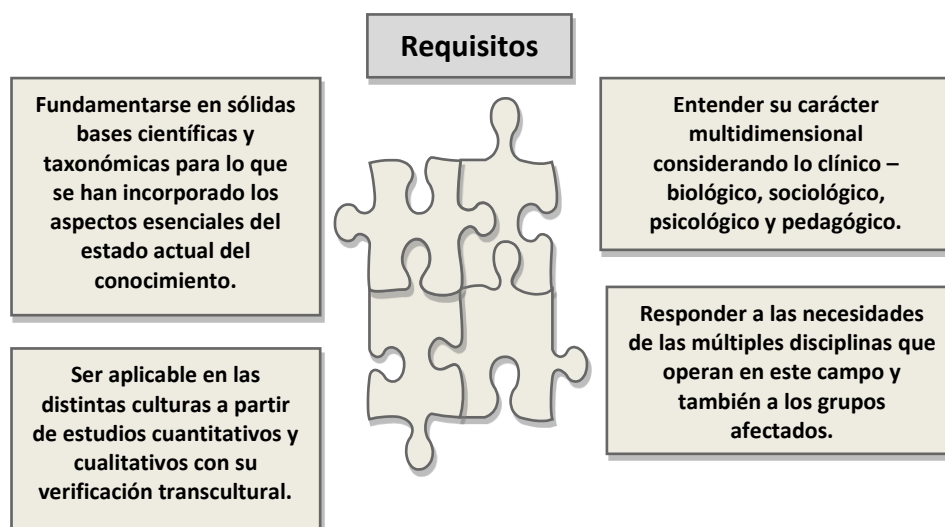 Requisitos
Fundamentarse en sólidas
bases científicas y
taxonómicas para lo que
se han incorporado los
aspectos esenciales del
estado actual del
conocimiento.
Entender su carácter
multidimensional
considerando lo clínico –
biológico, sociológico,
psicológico y pedagógico.
Ser aplicable en las
distintas culturas a partir
de estudios cuantitativos y
cualitativos con su
verificación transcultural.
Responder a las necesidades
de las múltiples disciplinas que
operan en este campo y
también a los grupos
afectados.